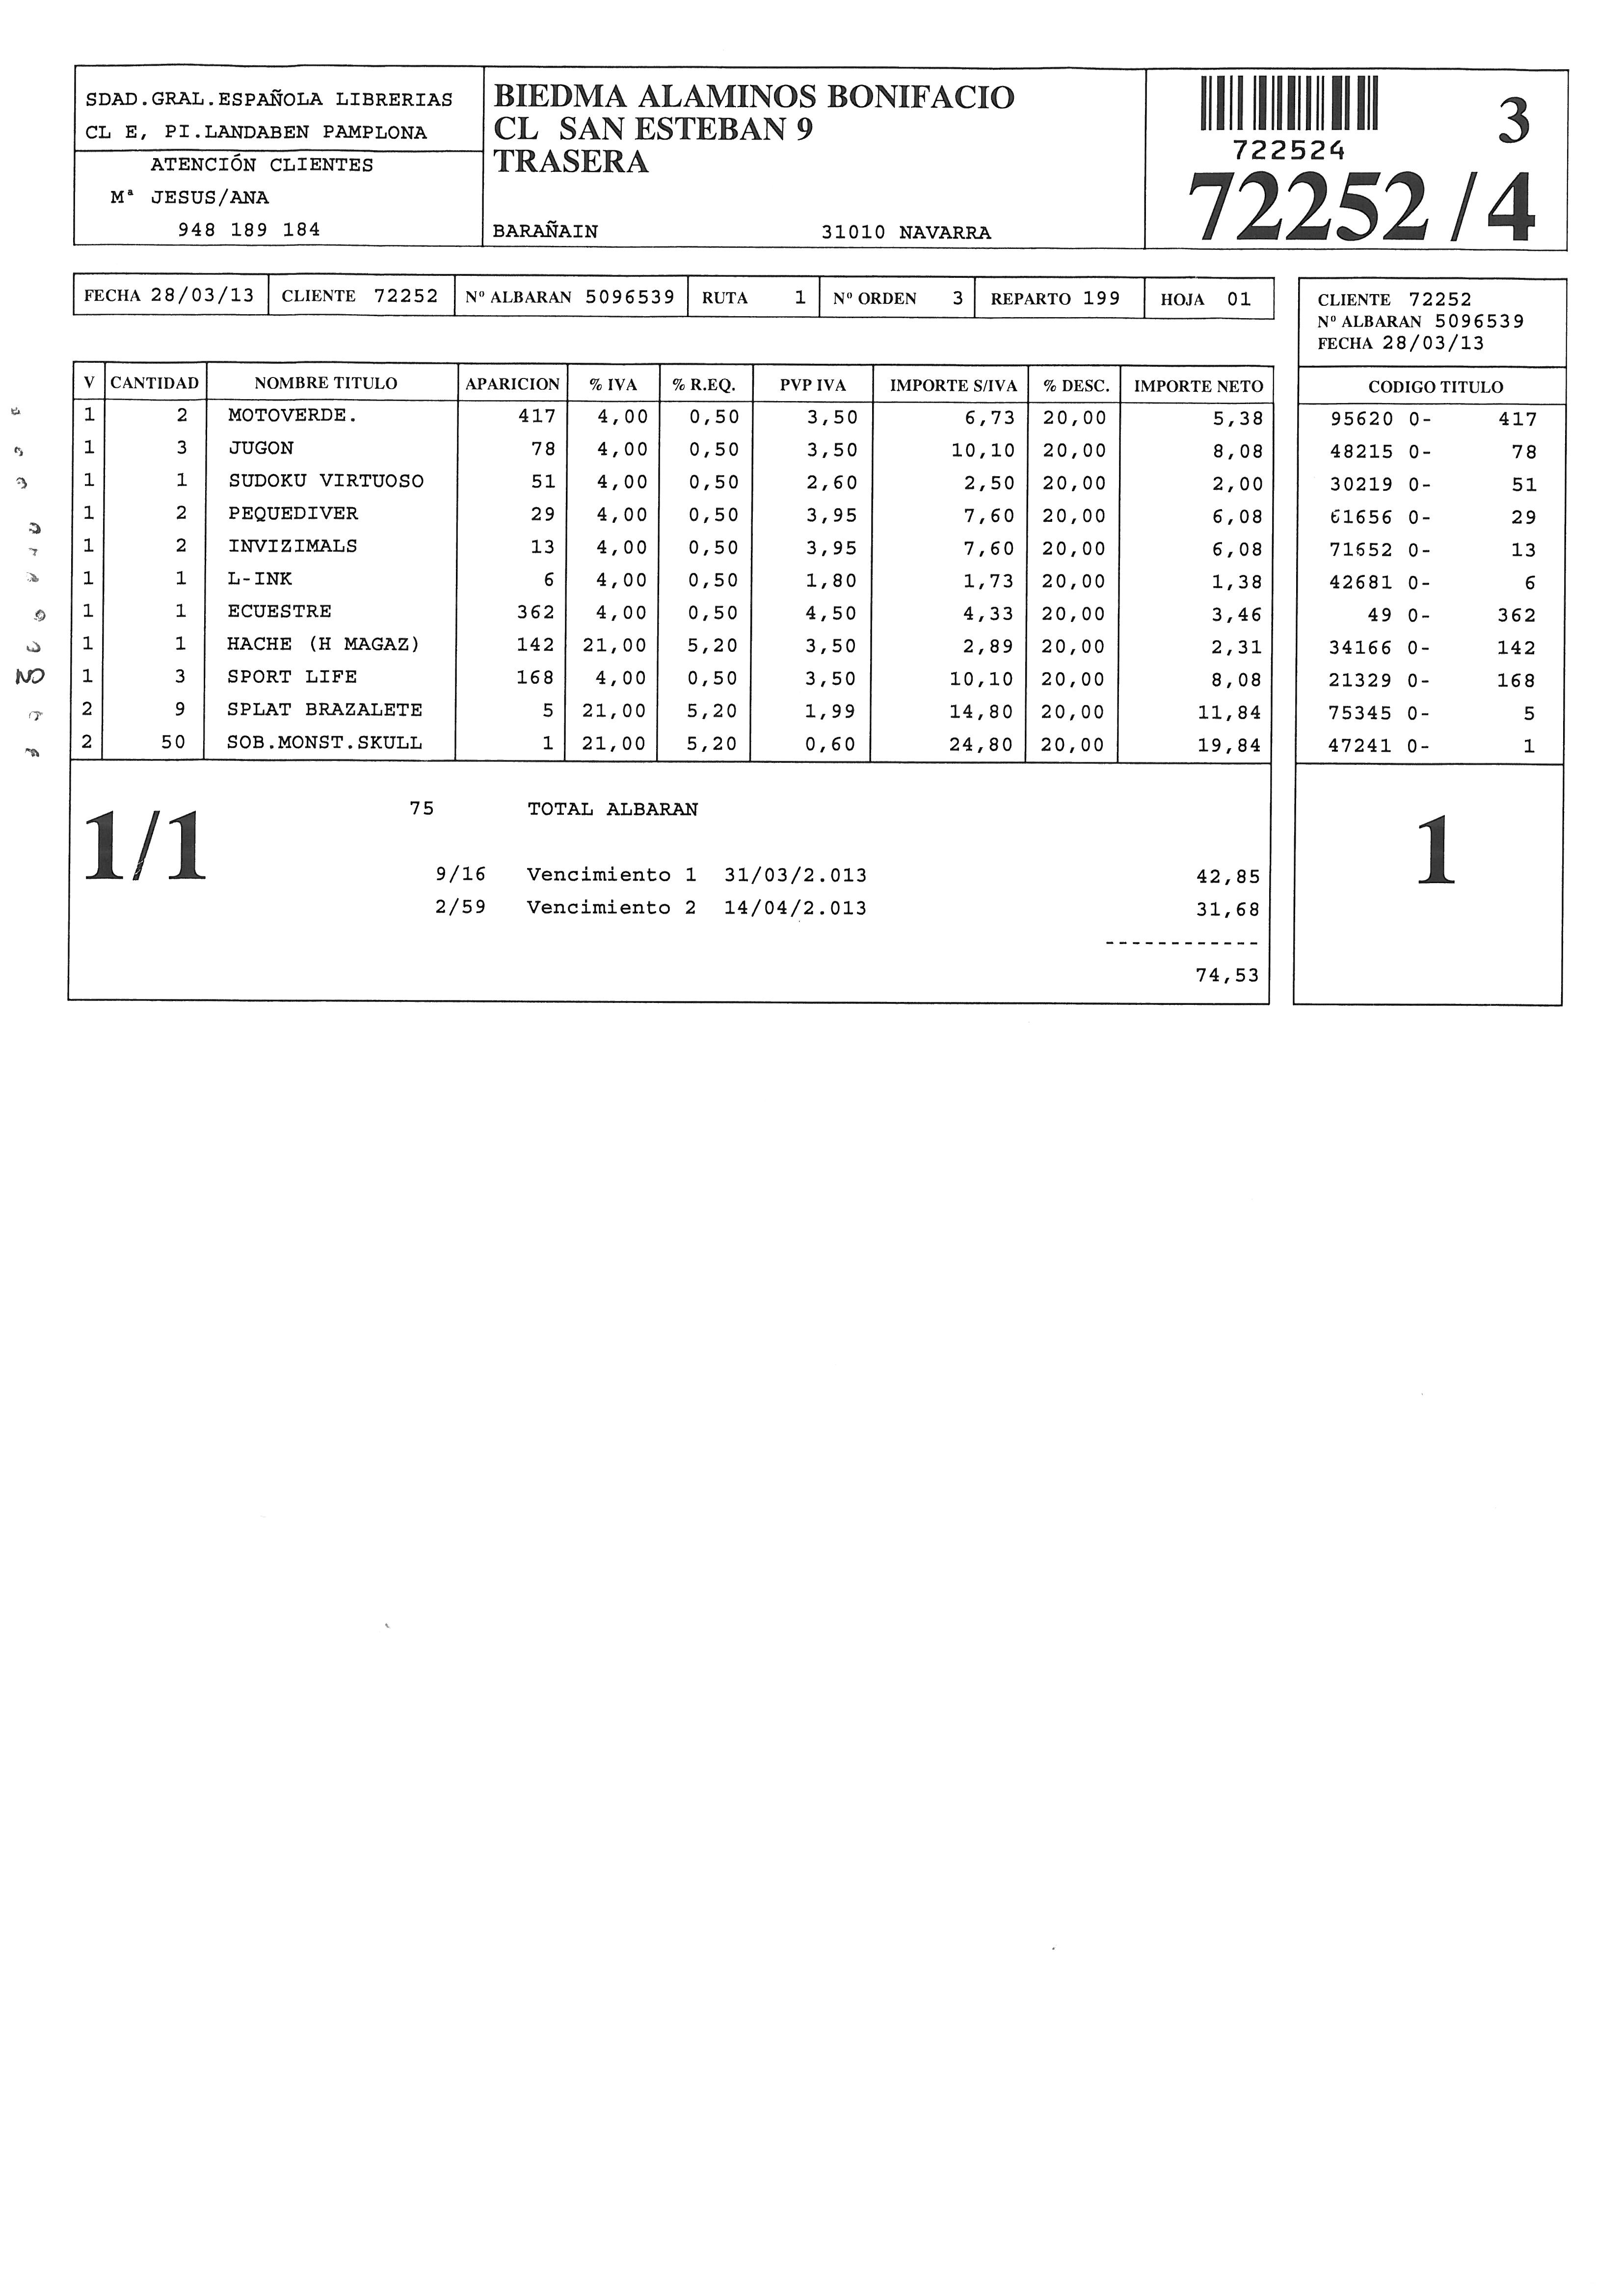 SDAD.GRAL.ESPAÑOLA LIBRERIAS
CL E, PI.LANDABEN PAMPLONA
ATENCIÓN CLIENTES
Mª JESUS/ANA
948 189 184
BIEDMA ALAMINOS BONIFACIO
CL SAN ESTEBAN 9
TRASERA
BARAÑAIN 31010 NAVARRA
3
722524
72252/4
FECHA 28/03/13 CLIENTE 72252 Nº ALBARAN 5096539 RUTA 1 Nº ORDEN 3 REPARTO 199 HOJA 01
CLIENTE 72252
Nº ALBARAN 5096539
FECHA 28/03/13
V CANTIDAD NOMBRE TITULO APARICION % IVA % R.EQ. PVP IVA IMPORTE S/IVA % DESC. IMPORTE NETO CODIGO TITULO
1 2 MOTOVERDE. 417 4,00 0,50 3,50 6,73 20,00 5,38 95620 0- 417
1 3 JUGON 78 4,00 0,50 3,50 10,10 20,00 8,08 48215 0- 78
1 1 SUDOKU VIRTUOSO 51 4,00 0,50 2,60 2,50 20,00 2,00 30219 0- 51
1 2 PEQUEDIVER 29 4,00 0,50 3,95 7,60 20,00 6,08 61656 0- 29
1 2 INVIZIMALS 13 4,00 0,50 3,95 7,60 20,00 6,08 71652 0- 13
1 1 L-INK 6 4,00 0,50 1,80 1,73 20,00 1,38 42681 0- 6
1 1 ECUESTRE 362 4,00 0,50 4,50 4,33 20,00 3,46 49 0- 362
1 1 HACHE (H MAGAZ) 142 21,00 5,20 3,50 2,89 20,00 2,31 34166 0- 142
1 3 SPORT LIFE 168 4,00 0,50 3,50 10,10 20,00 8,08 21329 0- 168
2 9 SPLAT BRAZALETE 5 21,00 5,20 1,99 14,80 20,00 11,84 75345 0- 5
2 50 SOB.MONST.SKULL 1 21,00 5,20 0,60 24,80 20,00 19,84 47241 0- 1
1/1
75 TOTAL ALBARAN
9/16 Vencimiento 1 31/03/2.013 42,85
2/59 Vencimiento 2 14/04/2.013 31,68
------------
74,53
1